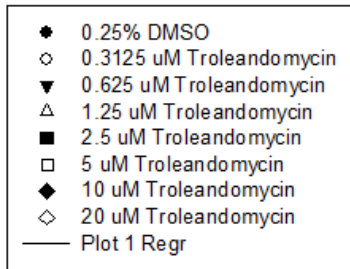 0.25% DMSO
0.3125 uM Troleandomycin
0.625 uM Troleandomycin
1.25 uM Troleandomycin
2.5 uM Troleandomycin
5 uM Troleandomycin
10 uM Troleandomycin
20 uM Troleandomycin
Plot 1 Regr